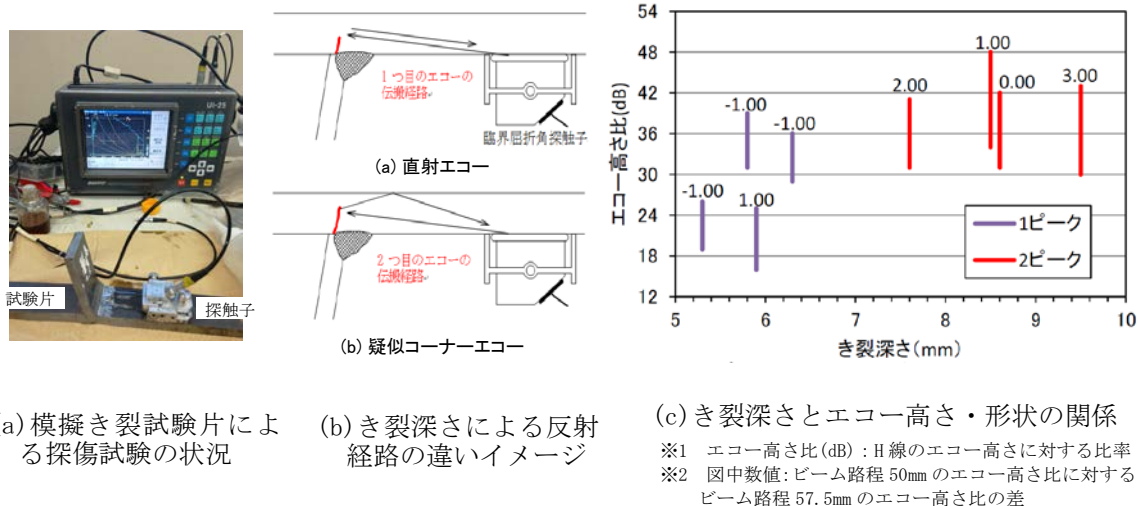 UI-25
試験片
探触子
(a)模擬き裂試験片によ
る探傷試験の状況
1つ目のエコーの
伝搬経路
臨界屈折角探触子
(a) 直射エコー
2つ目のエコーの
伝搬経路
(b) 疑似コーナーエコー
(b)き裂深さによる反射
経路の違いイメージ
エコー高さ比(dB)
54
48
42
36
30
24
18
12
-1.00
-1.00
-1.00
1.00
2.00
1.00
0.00
3.00
1ピーク
2ピーク
5 6 7 8 9 10
き裂深さ(mm)
(c)き裂深さとエコー高さ・形状の関係
※1 エコー高さ比(dB)：H線のエコー高さに対する比率
※2 図中数値:ビーム路程 50mm のエコー高さ比に対する
ビーム路程 57.5mm のエコー高さ比の差